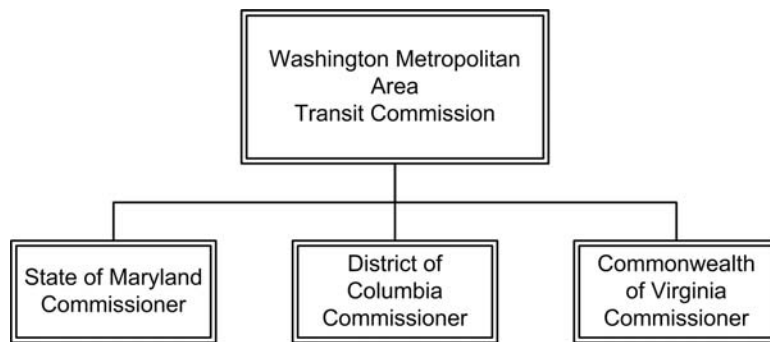 Washington Metropolitan
Area
Transit Commission
State of Maryland
Commissioner
District of
Columbia
Commissioner
Commonwealth
of Virginia
Commissioner